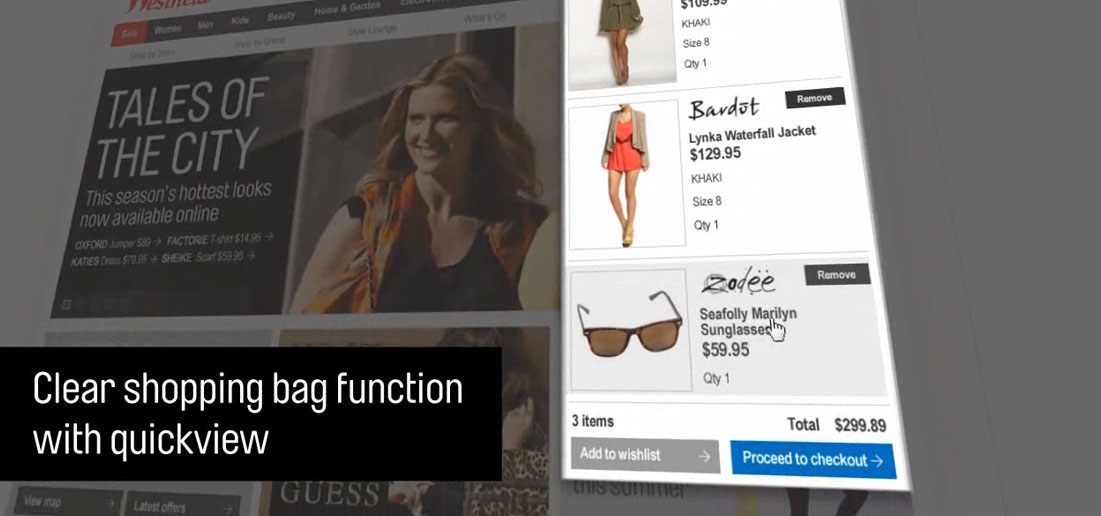 Westfield
Sale Women Men Kids Beauty Home & Garden
Shop by Store Shop by Brand Style Lounge What's On
TALES OF
THE CITY
This season's hottest looks
now available online
OXFORD Jumper $89 → FACTORIE T-shirt $14.95 →
KATIES Dress $79.95 → SHEIKE Scarf $59.95 →
$109.99
KHAKI
Size 8
Qty 1
Bardot
Remove
Lynka Waterfall Jacket
$129.95
KHAKI
Size 8
Qty 1
Zodëë
Remove
Seafolly Marilyn
Sunglasses
$59.95
Qty 1
3 items Total $299.89
Add to wishlist →
Proceed to checkout →
Clear shopping bag function
with quickview
View map →
Latest offers →
GUESS
this summer